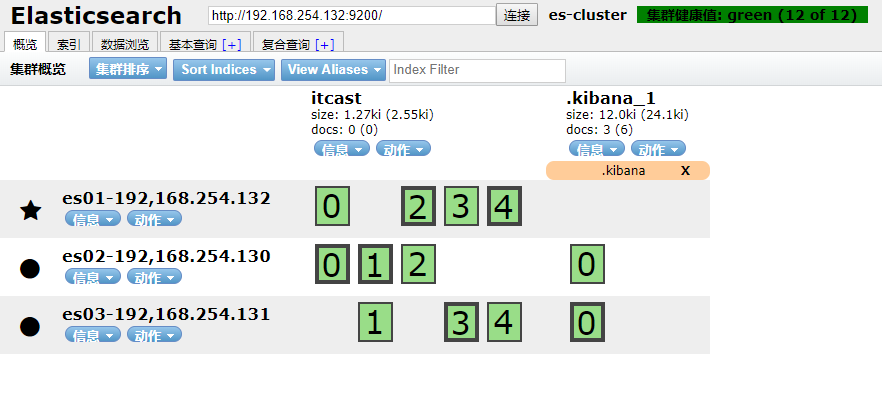 Elasticsearch http://192.168.254.132:9200/ 连接 es-cluster 集群健康值: green (12 of 12)
概览 索引 数据浏览 基本查询 [+] 复合查询 [+]
集群概览 集群排序 Sort Indices View Aliases Index Filter
itcast .kibana_1
size: 1.27ki (2.55ki) size: 12.0ki (24.1ki)
docs: 0 (0) docs: 3 (6)
信息 动作 信息 动作
.kibana X
es01-192,168.254.132 0 2 3 4
信息 动作
es02-192,168.254.130 0 1 2 0
信息 动作
es03-192,168.254.131 1 3 4 0
信息 动作